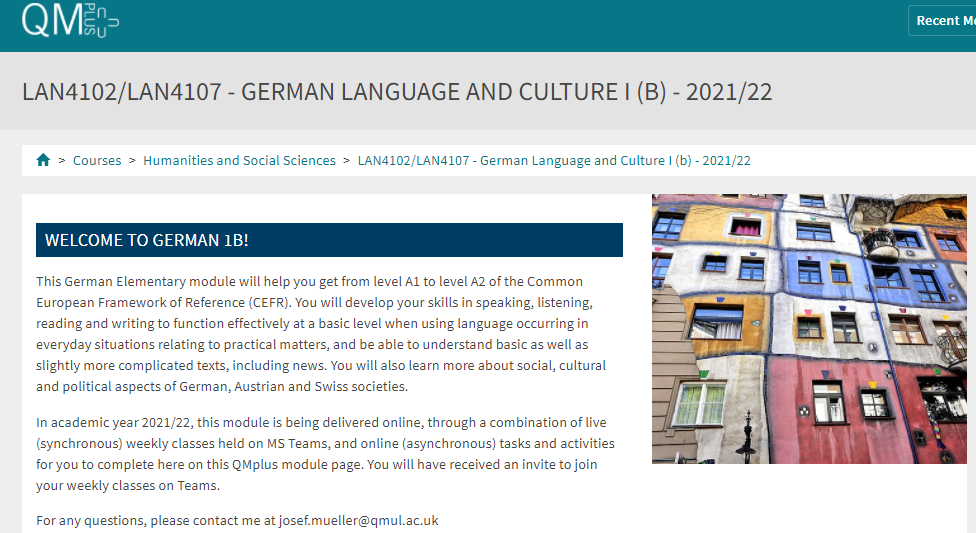 QM PLUS
Recent
LAN4102/LAN4107 - GERMAN LANGUAGE AND CULTURE I (B) - 2021/22
> Courses > Humanities and Social Sciences > LAN4102/LAN4107 - German Language and Culture I (b) - 2021/22
WELCOME TO GERMAN 1B!
This German Elementary module will help you get from level A1 to level A2 of the Common
European Framework of Reference (CEFR). You will develop your skills in speaking, listening,
reading and writing to function effectively at a basic level when using language occurring in
everyday situations relating to practical matters, and be able to understand basic as well as
slightly more complicated texts, including news. You will also learn more about social, cultural
and political aspects of German, Austrian and Swiss societies.
In academic year 2021/22, this module is being delivered online, through a combination of live
(synchronous) weekly classes held on MS Teams, and online (asynchronous) tasks and activities
for you to complete here on this QMplus module page. You will have received an invite to join
your weekly classes on Teams.
For any questions, please contact me at josef.mueller@qmul.ac.uk